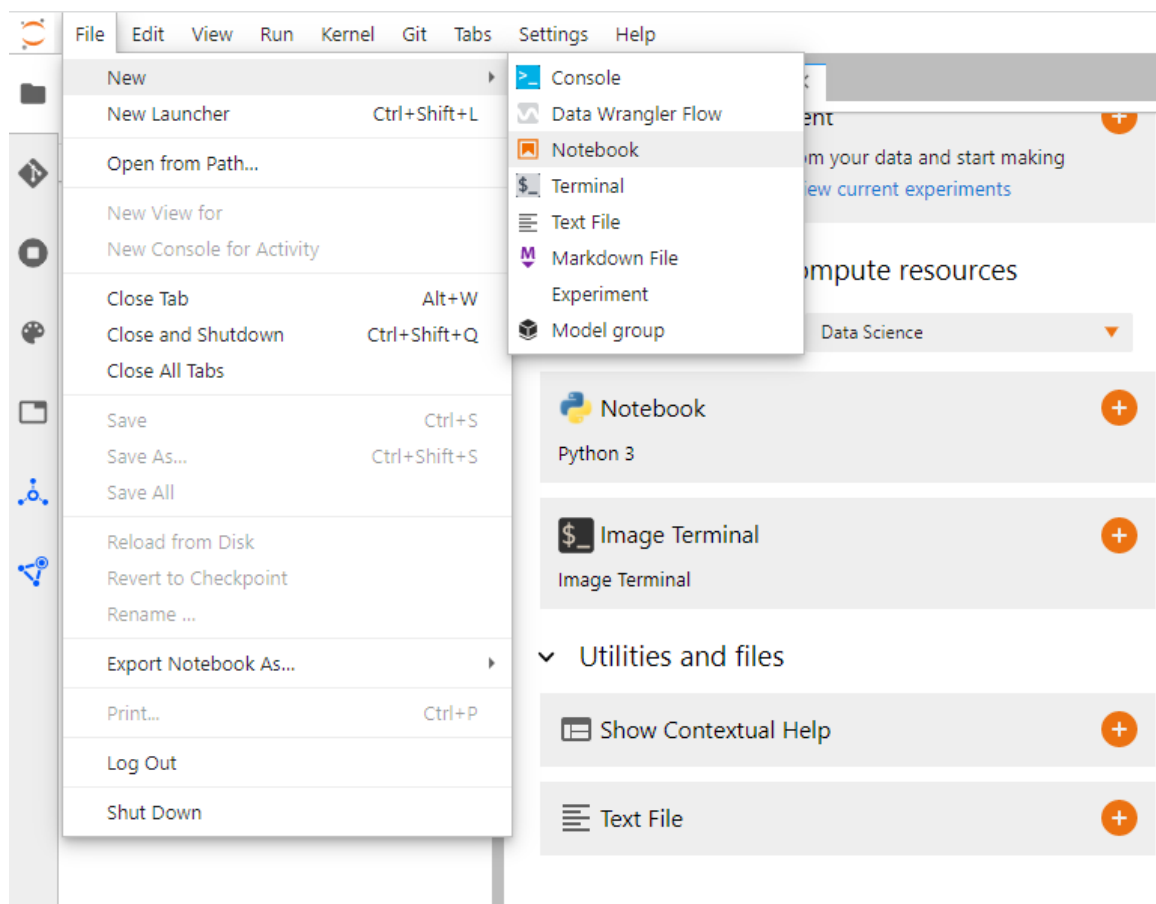 File Edit View Run Kernel Git Tabs Settings Help
New
New Launcher Ctrl+Shift+L
Open from Path...
New View for
New Console for Activity
Close Tab Alt+W
Close and Shutdown Ctrl+Shift+Q
Close All Tabs
Save Ctrl+S
Save As... Ctrl+Shift+S
Save All
Reload from Disk
Revert to Checkpoint
Rename ...
Export Notebook As...
Print... Ctrl+P
Log Out
Shut Down
>_ Console
Data Wrangler Flow
Notebook
$_ Terminal
Text File
M Markdown File
Experiment
Model group
your data and start making
current experiments
resources
Data Science
Notebook
Python 3
$_ Image Terminal
Image Terminal
Utilities and files
Show Contextual Help
Text File